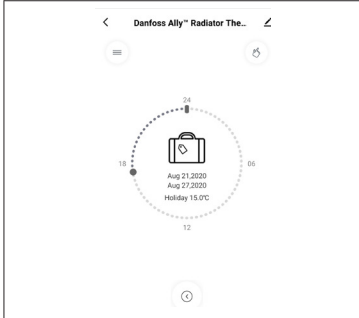 Danfoss Ally™ Radiator The..
24
18
06
Aug 21,2020
Aug 27,2020
Holiday 15.0°C
12